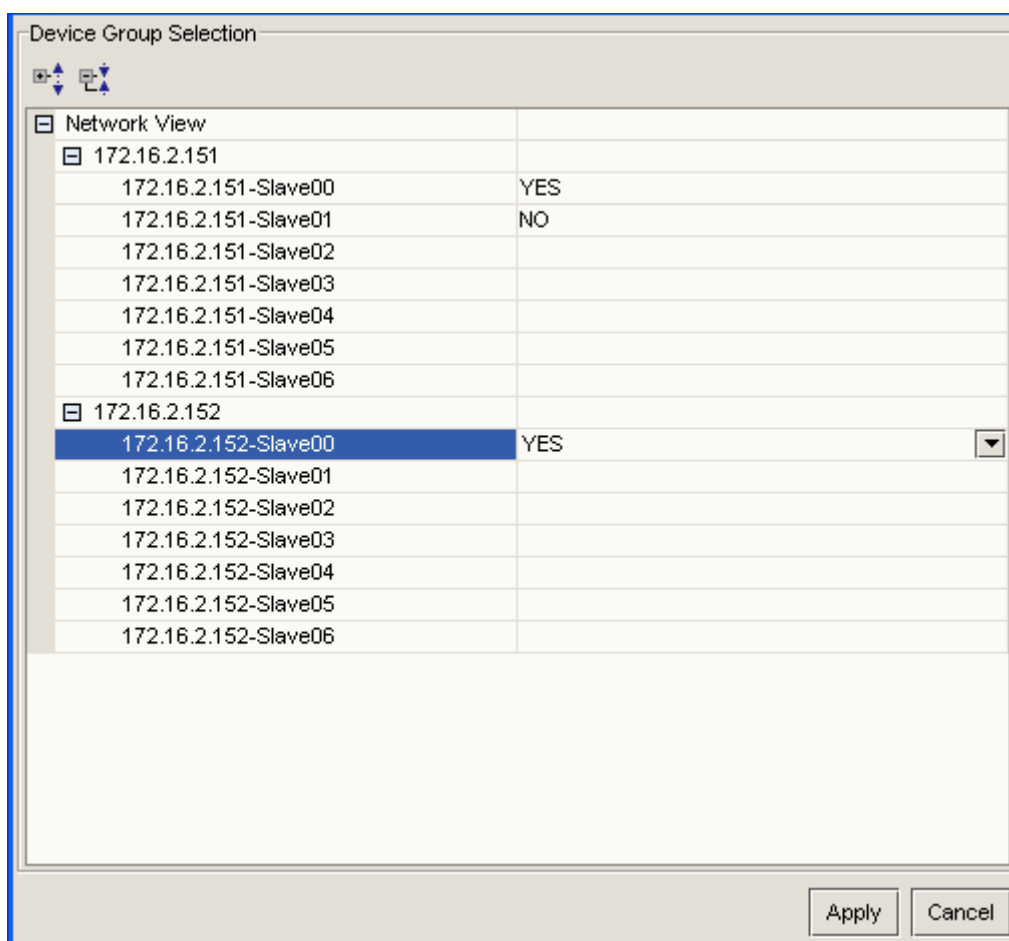 Device Group Selection
Network View
172.16.2.151
172.16.2.151-Slave00 YES
172.16.2.151-Slave01 NO
172.16.2.151-Slave02
172.16.2.151-Slave03
172.16.2.151-Slave04
172.16.2.151-Slave05
172.16.2.151-Slave06
172.16.2.152
172.16.2.152-Slave00 YES
172.16.2.152-Slave01
172.16.2.152-Slave02
172.16.2.152-Slave03
172.16.2.152-Slave04
172.16.2.152-Slave05
172.16.2.152-Slave06
Apply Cancel